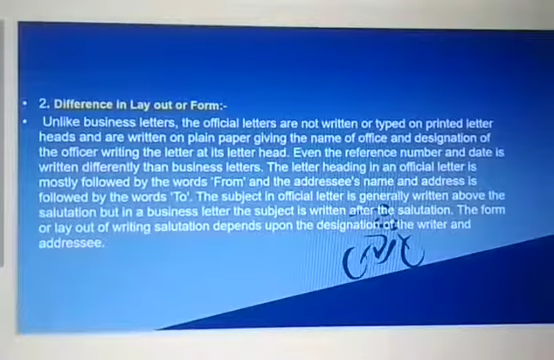 • 2. Difference in Lay out or Form:-
• Unlike business letters, the official letters are not written or typed on printed letter
heads and are written on plain paper giving the name of office and designation of
the officer writing the letter at its letter head. Even the reference number and date is
written differently than business letters. The letter heading in an official letter is
mostly followed by the words 'From' and the addressee's name and address is
followed by the words 'To'. The subject in official letter is generally written above the
salutation but in a business letter the subject is written after the salutation. The form
or lay out of writing salutation depends upon the designation of the writer and
addressee.